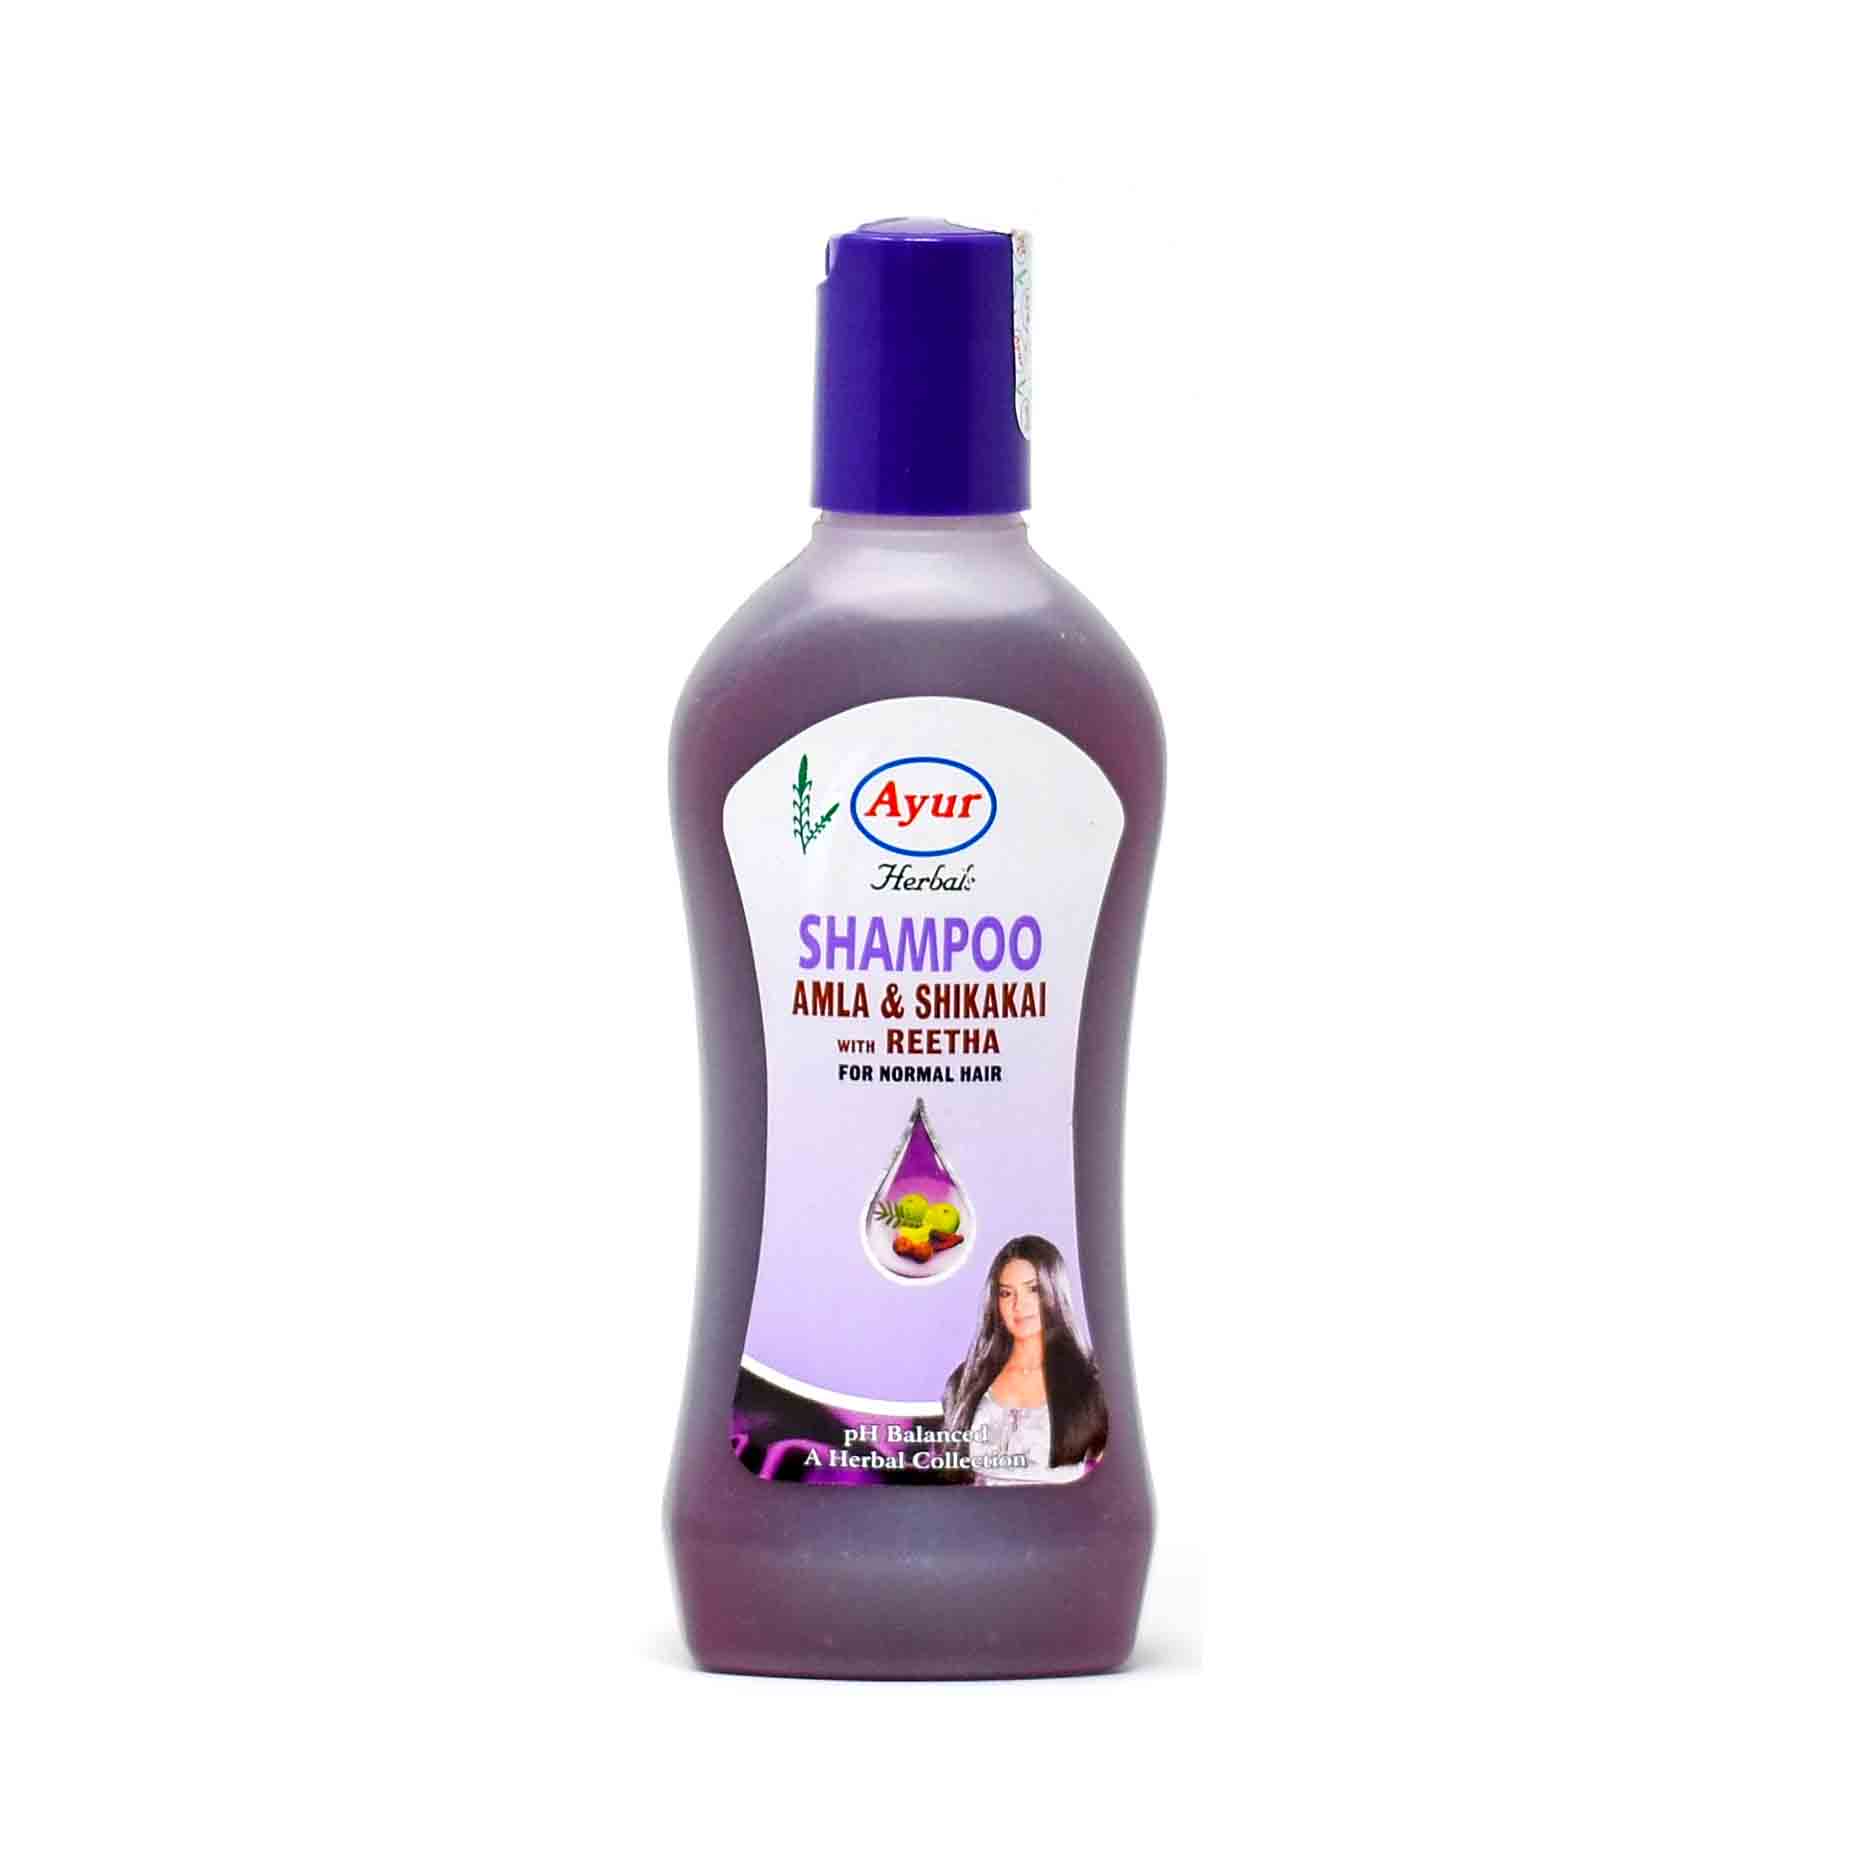 Ayur
Herbals
SHAMPOO
AMLA & SHIKAKAI
WITH REETHA
FOR NORMAL HAIR
pH Balanced
A Herbal Collection